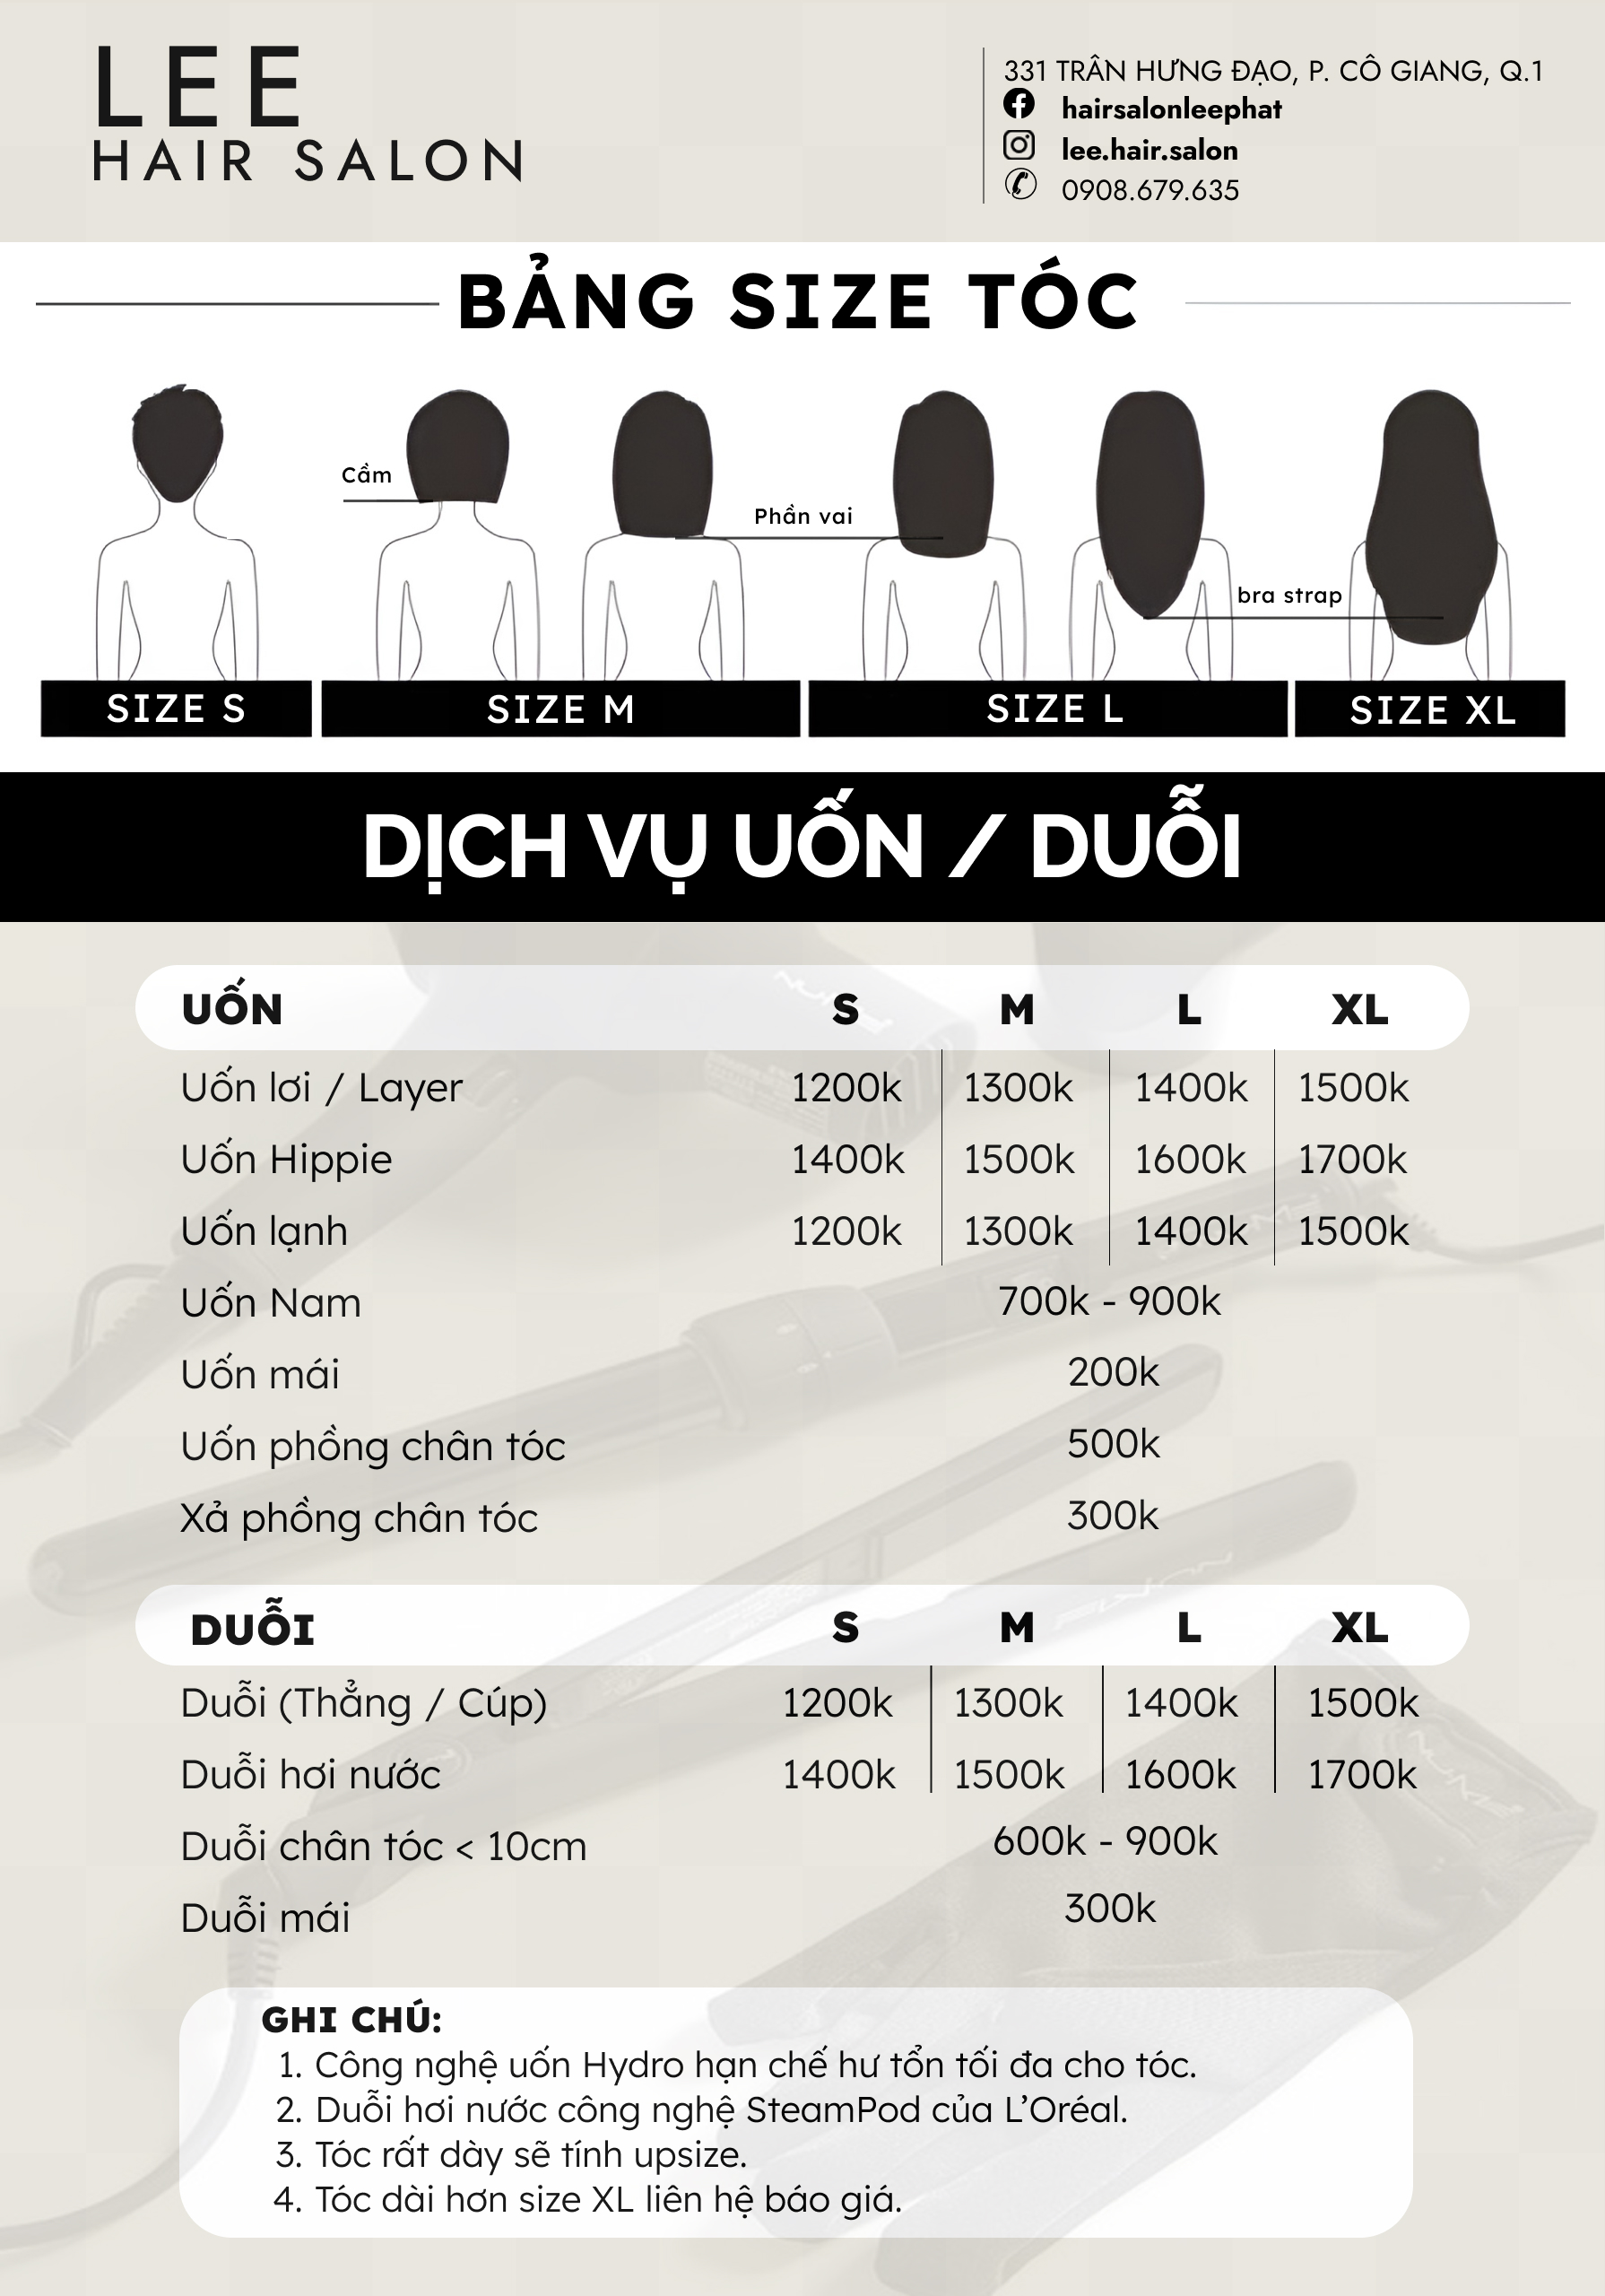 LEE
HAIR SALON
331 TRẦN HƯNG ĐẠO, P. CÔ GIANG, Q.1
hairsalonleephat
lee.hair.salon
0908.679.635
BẢNG SIZE TÓC
Cằm
Phần vai
bra strap
SIZE S SIZE M SIZE L SIZE XL
DỊCH VỤ UỐN / DUỖI
UỐN S M L XL
Uốn lơi / Layer 1200k 1300k 1400k 1500k
Uốn Hippie 1400k 1500k 1600k 1700k
Uốn lạnh 1200k 1300k 1400k 1500k
Uốn Nam 700k - 900k
Uốn mái 200k
Uốn phồng chân tóc 500k
Xả phồng chân tóc 300k
DUỖI S M L XL
Duỗi (Thẳng / Cúp) 1200k 1300k 1400k 1500k
Duỗi hơi nước 1400k 1500k 1600k 1700k
Duỗi chân tóc < 10cm 600k - 900k
Duỗi mái 300k
GHI CHÚ:
1. Công nghệ uốn Hydro hạn chế hư tổn tối đa cho tóc.
2. Duỗi hơi nước công nghệ SteamPod của L’Oréal.
3. Tóc rất dày sẽ tính upsize.
4. Tóc dài hơn size XL liên hệ báo giá.